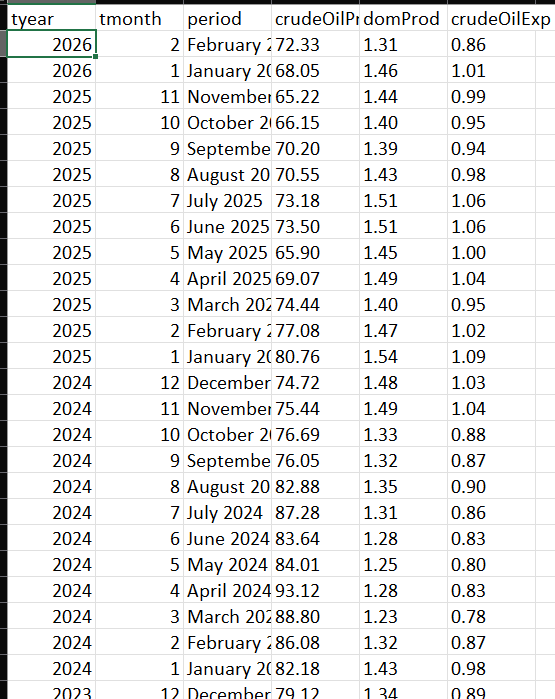 tyear tmonth period crudeOilPr domProd crudeOilExp
2026 2 February 2 72.33 1.31 0.86
2026 1 January 20 68.05 1.46 1.01
2025 11 November 65.22 1.44 0.99
2025 10 October 20 66.15 1.40 0.95
2025 9 Septembe 70.20 1.39 0.94
2025 8 August 20 70.55 1.43 0.98
2025 7 July 2025 73.18 1.51 1.06
2025 6 June 2025 73.50 1.51 1.06
2025 5 May 2025 65.90 1.45 1.00
2025 4 April 2025 69.07 1.49 1.04
2025 3 March 202 74.44 1.40 0.95
2025 2 February 2 77.08 1.47 1.02
2025 1 January 20 80.76 1.54 1.09
2024 12 December 74.72 1.48 1.03
2024 11 November 75.44 1.49 1.04
2024 10 October 20 76.69 1.33 0.88
2024 9 Septembe 76.05 1.32 0.87
2024 8 August 20 82.88 1.35 0.90
2024 7 July 2024 87.28 1.31 0.86
2024 6 June 2024 83.64 1.28 0.83
2024 5 May 2024 84.01 1.25 0.80
2024 4 April 2024 93.12 1.28 0.83
2024 3 March 202 88.80 1.23 0.78
2024 2 February 2 86.08 1.32 0.87
2024 1 January 20 82.18 1.43 0.98
2023 12 December 79.12 1.34 0.89